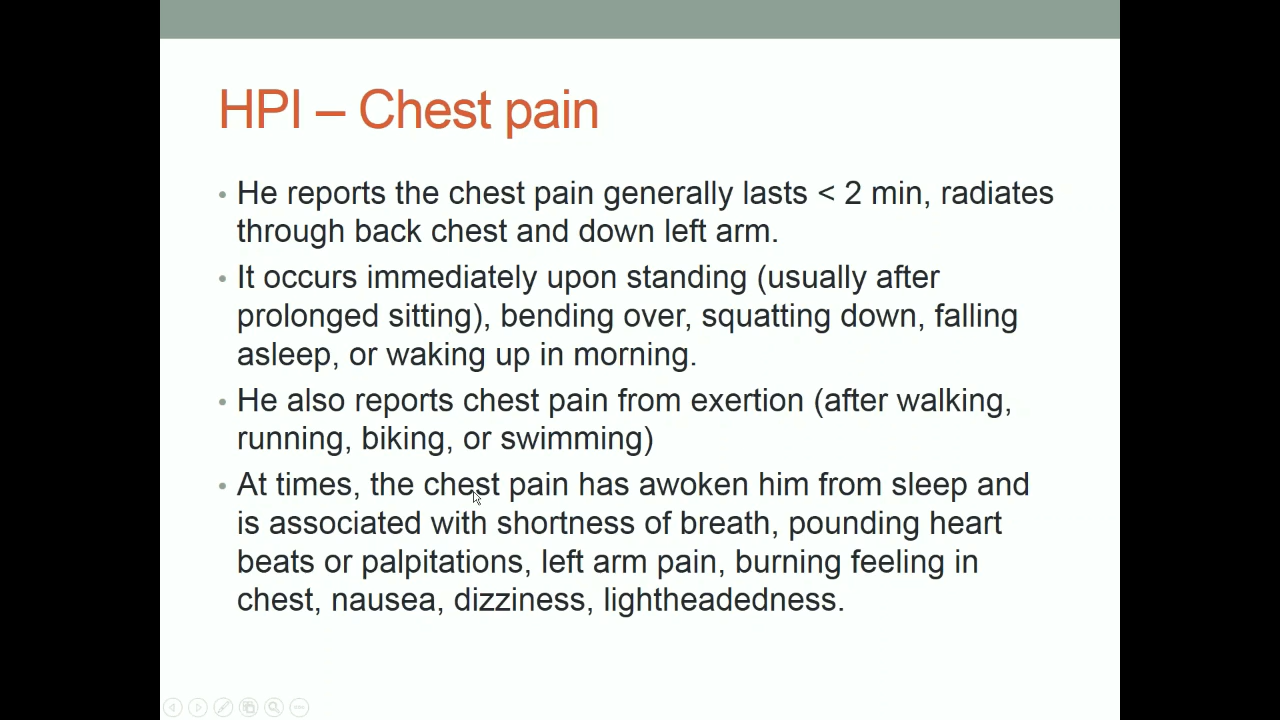 HPI – Chest pain
• He reports the chest pain generally lasts < 2 min, radiates
through back chest and down left arm.
• It occurs immediately upon standing (usually after
prolonged sitting), bending over, squatting down, falling
asleep, or waking up in morning.
• He also reports chest pain from exertion (after walking,
running, biking, or swimming)
• At times, the chest pain has awoken him from sleep and
is associated with shortness of breath, pounding heart
beats or palpitations, left arm pain, burning feeling in
chest, nausea, dizziness, lightheadedness.